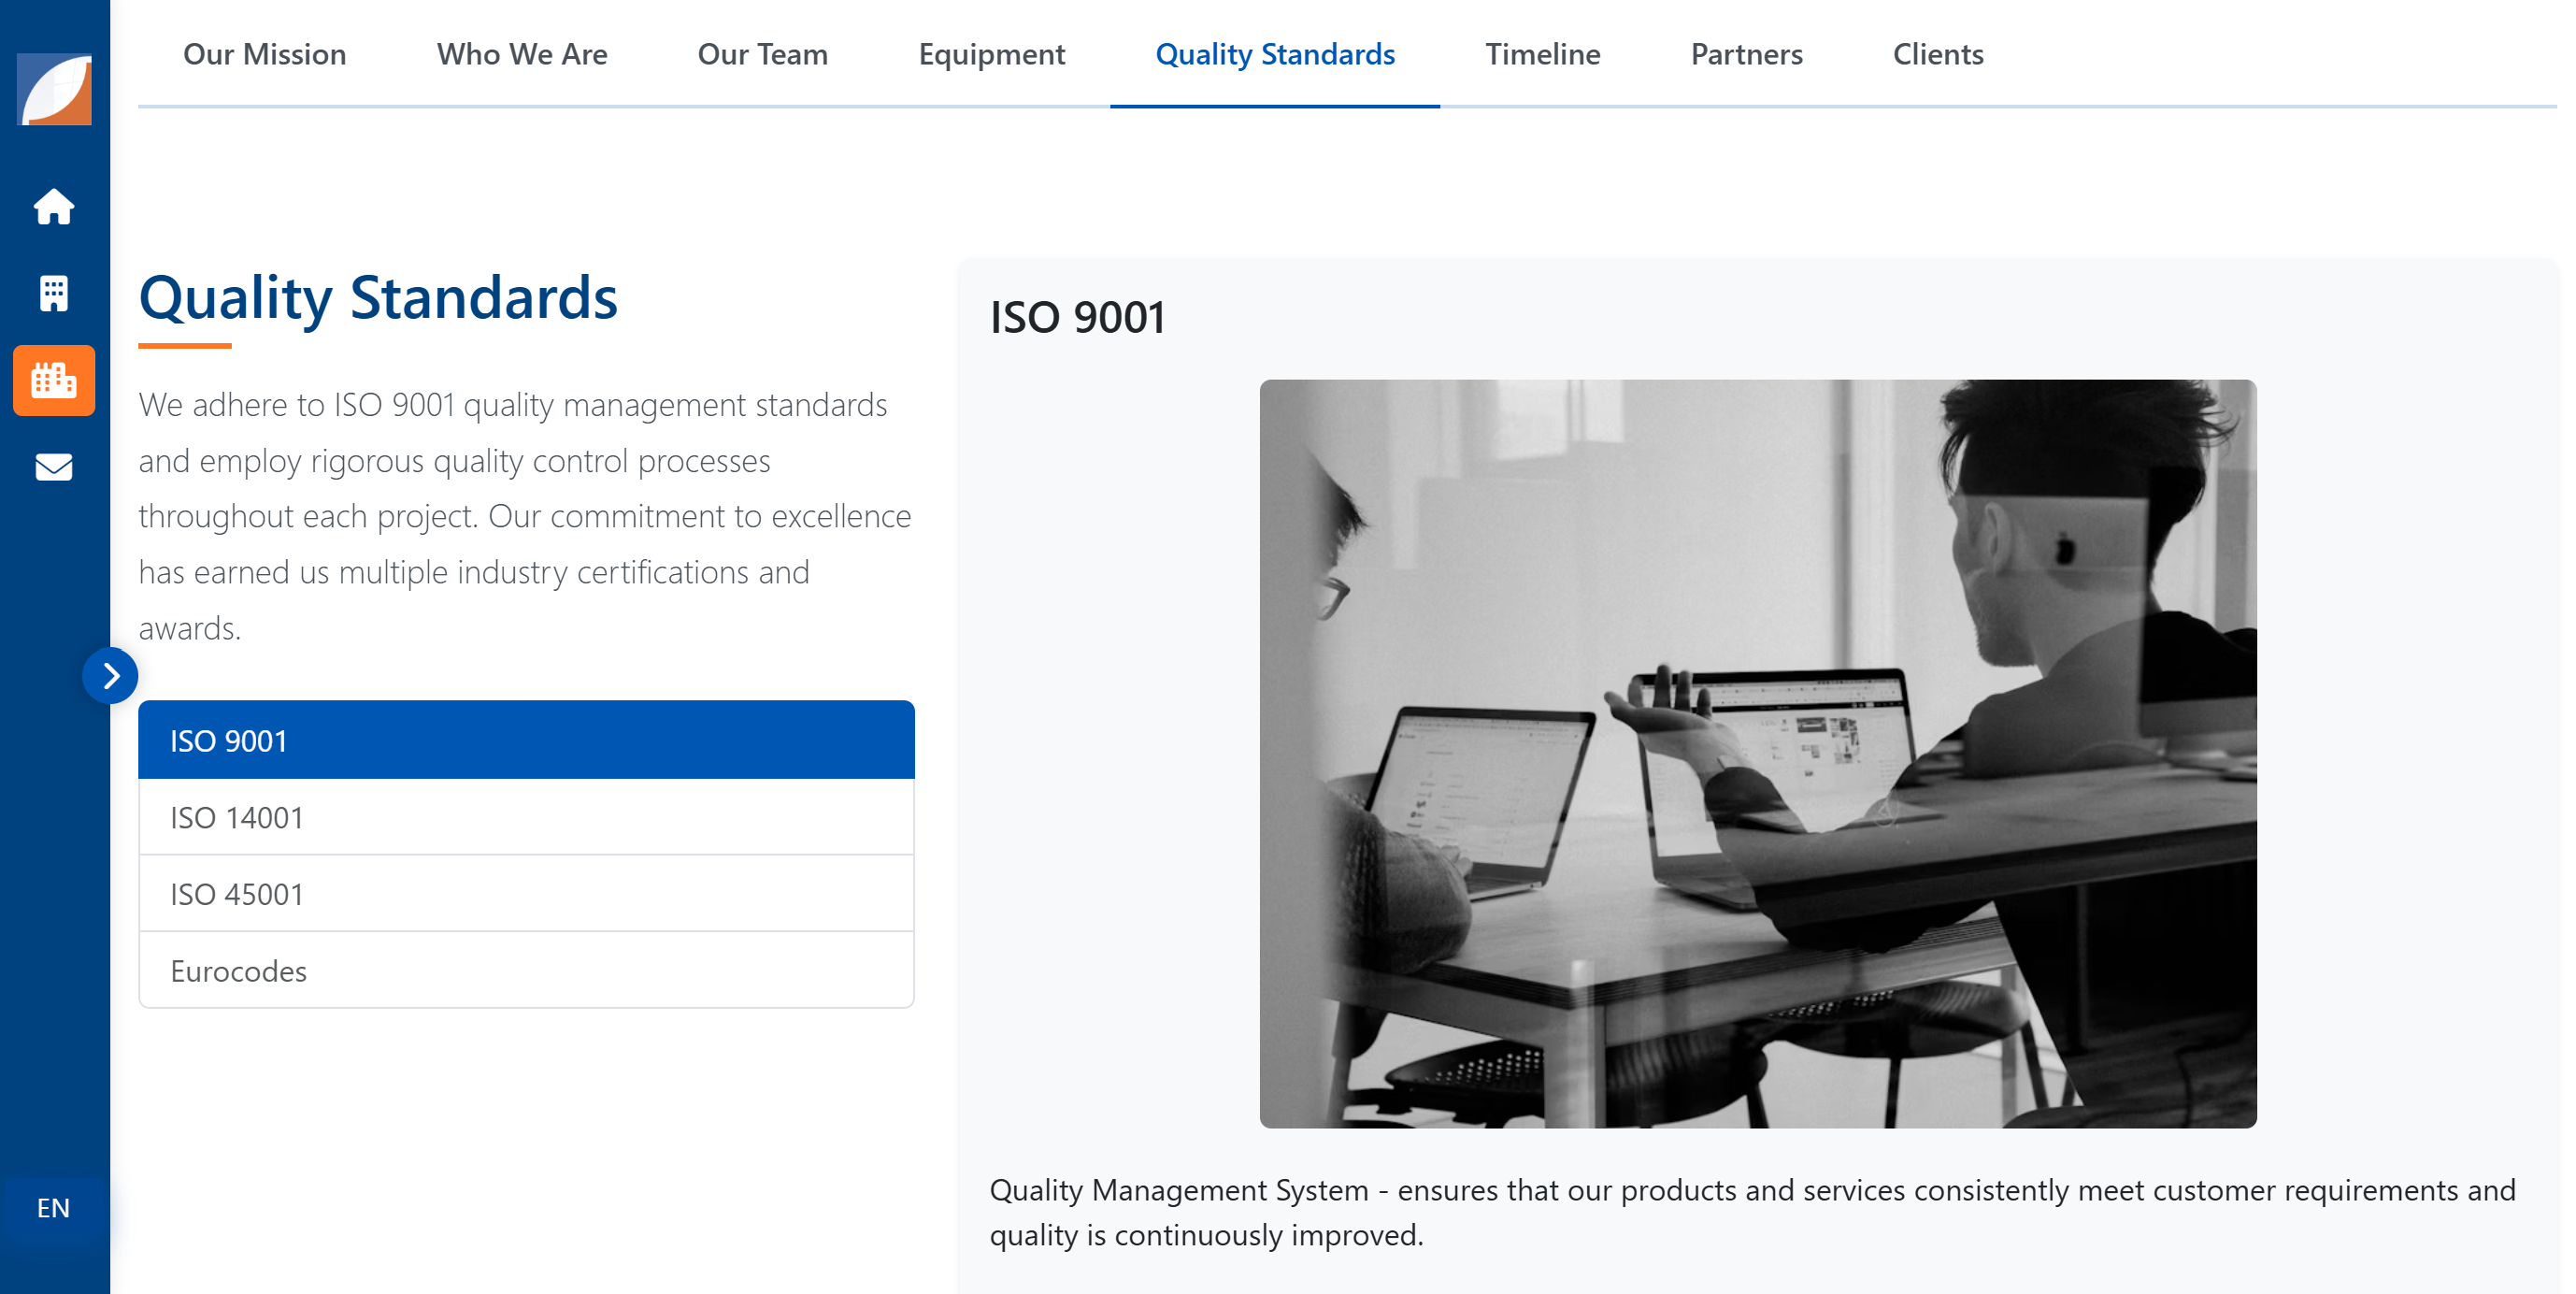 Our Mission
Who We Are
Our Team
Equipment
Quality Standards
Timeline
Partners
Clients
Quality Standards
We adhere to ISO 9001 quality management standards
and employ rigorous quality control processes
throughout each project. Our commitment to excellence
has earned us multiple industry certifications and
awards.
ISO 9001
ISO 14001
ISO 45001
Eurocodes
ISO 9001
Quality Management System - ensures that our products and services consistently meet customer requirements and
quality is continuously improved.
EN